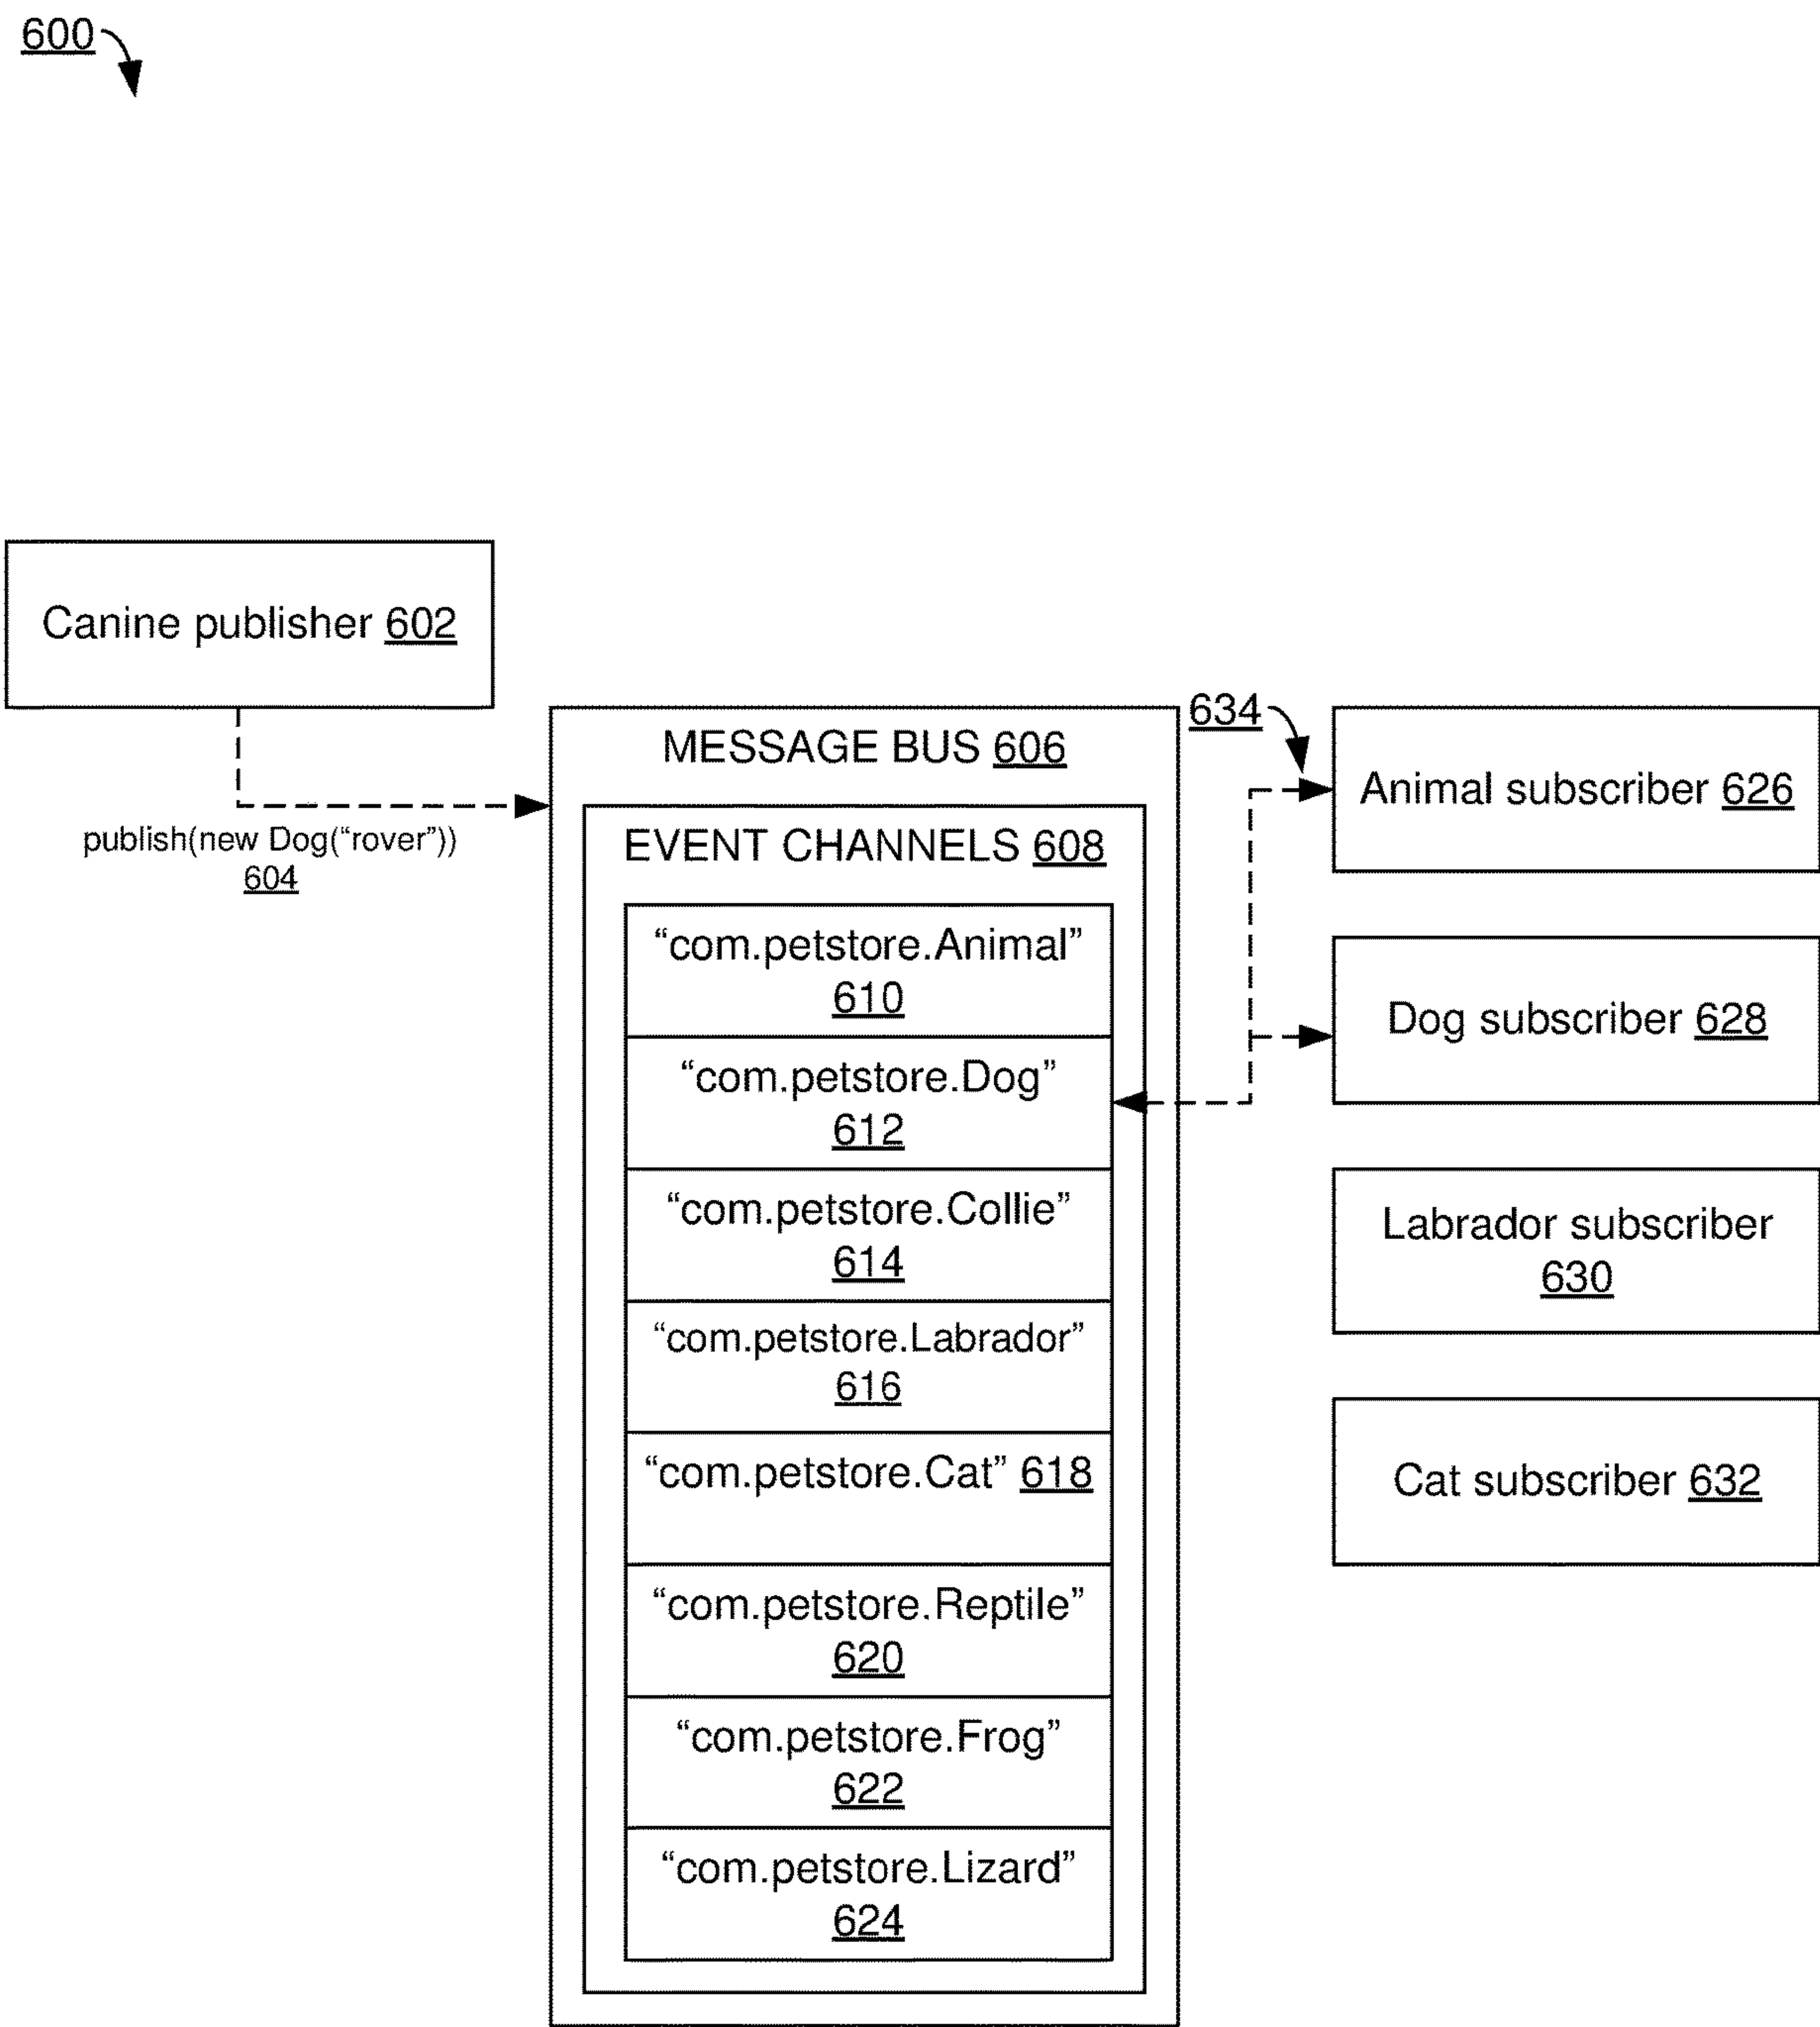 600
Canine publisher 602
publish(new Dog(“rover”))
604
MESSAGE BUS 606
EVENT CHANNELS 608
“com.petstore.Animal”
610
“com.petstore.Dog”
612
“com.petstore.Collie”
614
“com.petstore.Labrador”
616
“com.petstore.Cat” 618
“com.petstore.Reptile”
620
“com.petstore.Frog”
622
“com.petstore.Lizard”
624
634
Animal subscriber 626
Dog subscriber 628
Labrador subscriber
630
Cat subscriber 632